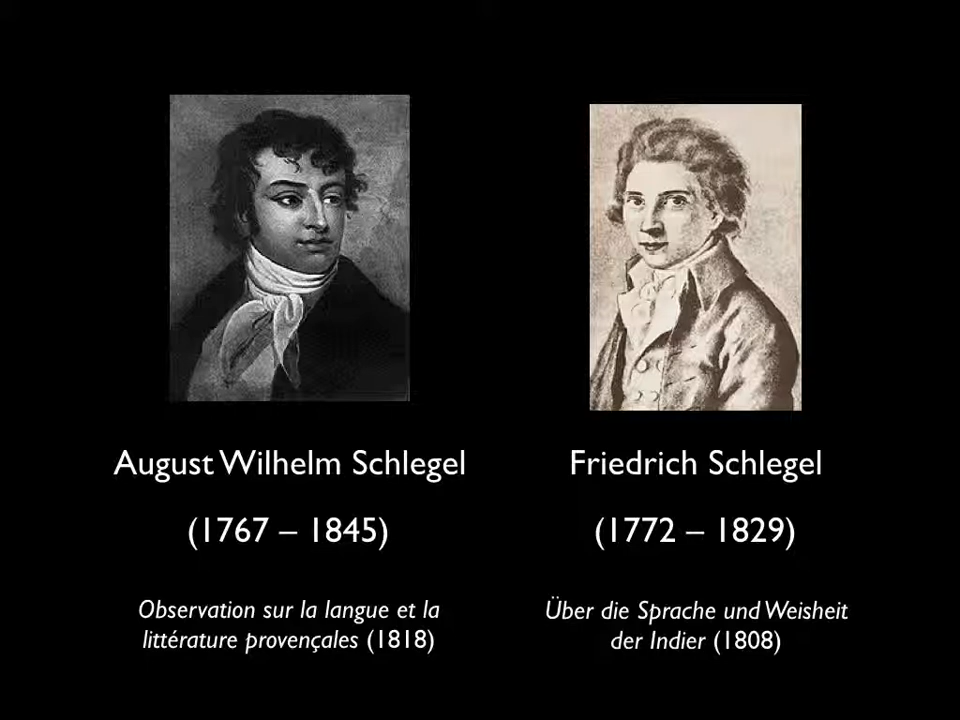 August Wilhelm Schlegel
(1767 – 1845)
Observation sur la langue et la
littérature provençales (1818)
Friedrich Schlegel
(1772 – 1829)
Über die Sprache und Weisheit
der Indier (1808)